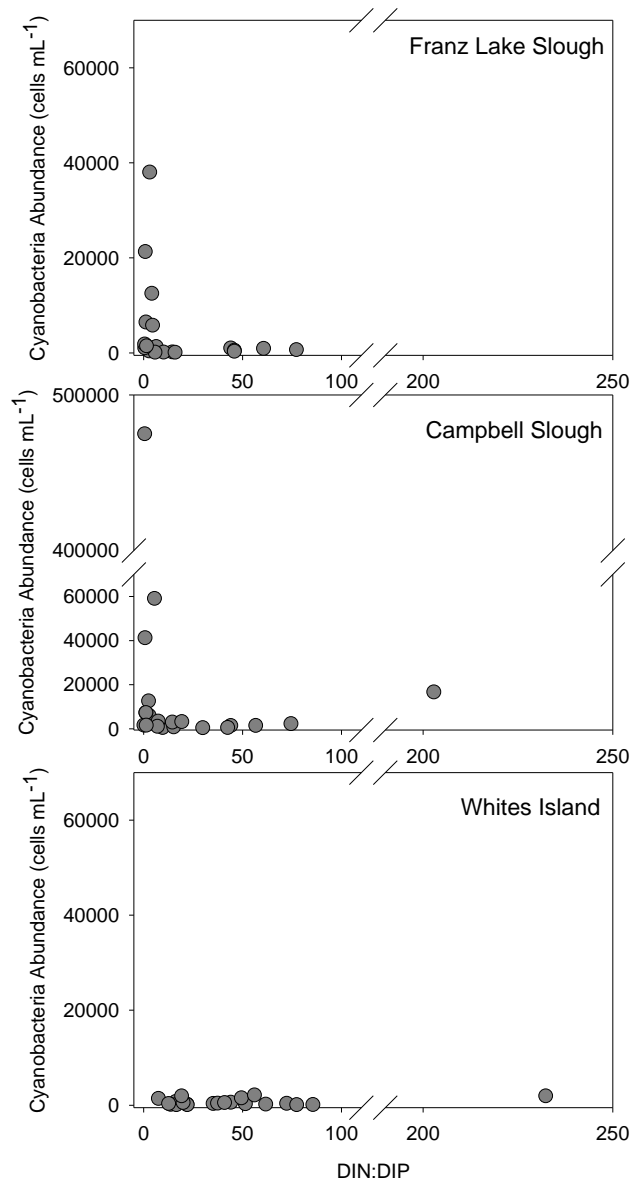 Franz Lake Slough
Cyanobacteria Abundance (cells mL-1)
60000
40000
20000
0
0 50 100 200 250
Campbell Slough
Cyanobacteria Abundance (cells mL-1)
500000
400000
60000
40000
20000
0
0 50 100 200 250
Whites Island
Cyanobacteria Abundance (cells mL-1)
60000
40000
20000
0
0 50 100 200 250
DIN:DIP